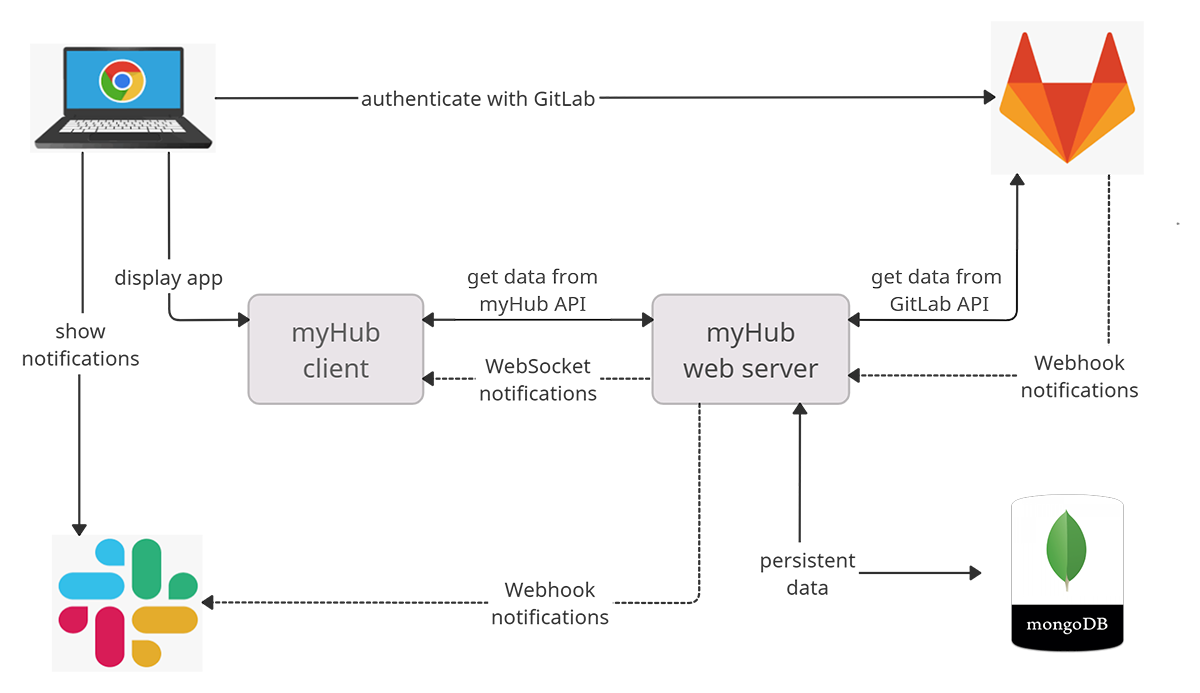 authenticate with GitLab
display app
get data from
myHub API
get data from
GitLab API
show
notifications
myHub
client
WebSocket
notifications
myHub
web server
Webhook
notifications
persistent
data
Webhook
notifications
mongoDB